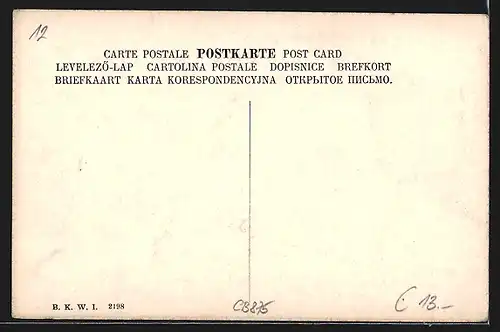 12
CARTE POSTALE POSTKARTE POST CARD
LEVELEZŐ-LAP CARTOLINA POSTALE DOPISNICE BREFKORT
BRIEFKAART KARTA KORESPONDENCYJNA ОТКРЫТОЕ ПИСЬМО.
B. K. W. I. 2198
C8875
€ 13.-